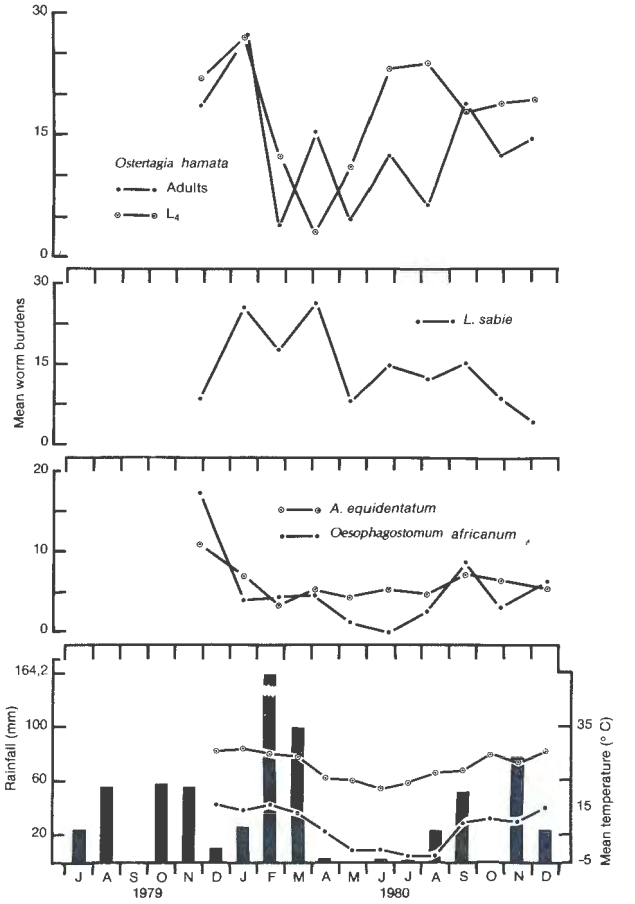 30
15
0
Ostertagia hamata
Adults
L4
Mean worm burdens
30
15
0
L. sabie
20
10
0
A. equidentatum
Oesophagostomum africanum
Rainfall (mm)
164,2
100
60
20
35
15
-5
Mean temperature (° C)
J A S O N D J F M A M J J A S O N D
1979 1980